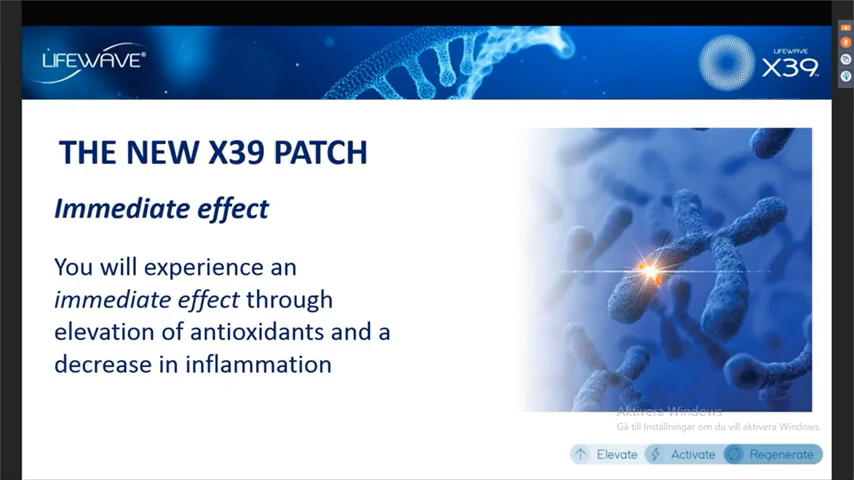 LIFEWAVE®
LIFEWAVE
X39™
THE NEW X39 PATCH
Immediate effect
You will experience an
immediate effect through
elevation of antioxidants and a
decrease in inflammation
Aktivera Windows
Gå till Inställningar om du vill aktivera Windows.
Elevate
Activate
Regenerate